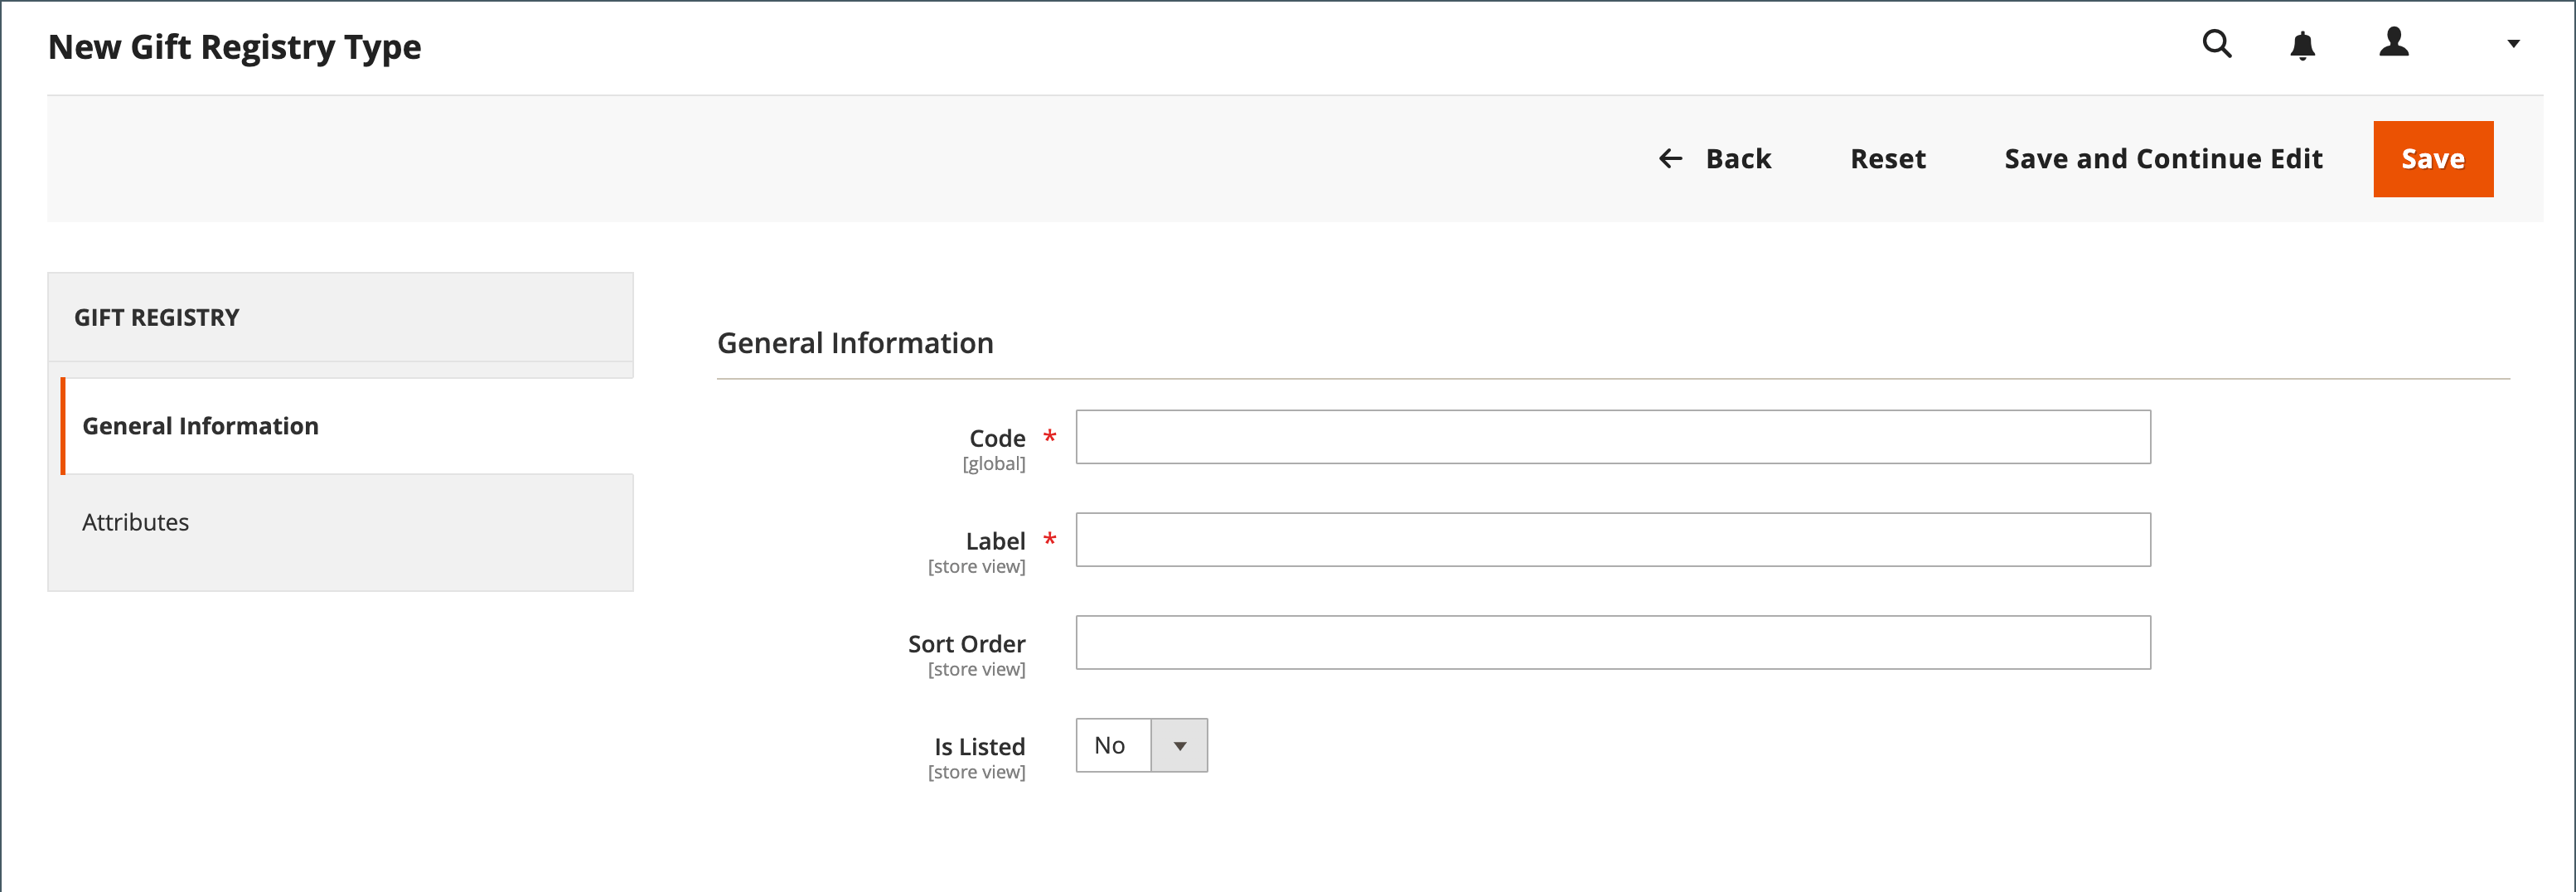 New Gift Registry Type
Back Reset Save and Continue Edit Save
GIFT REGISTRY
General Information
Attributes
General Information
Code *
[global]
Label *
[store view]
Sort Order
[store view]
Is Listed No
[store view]